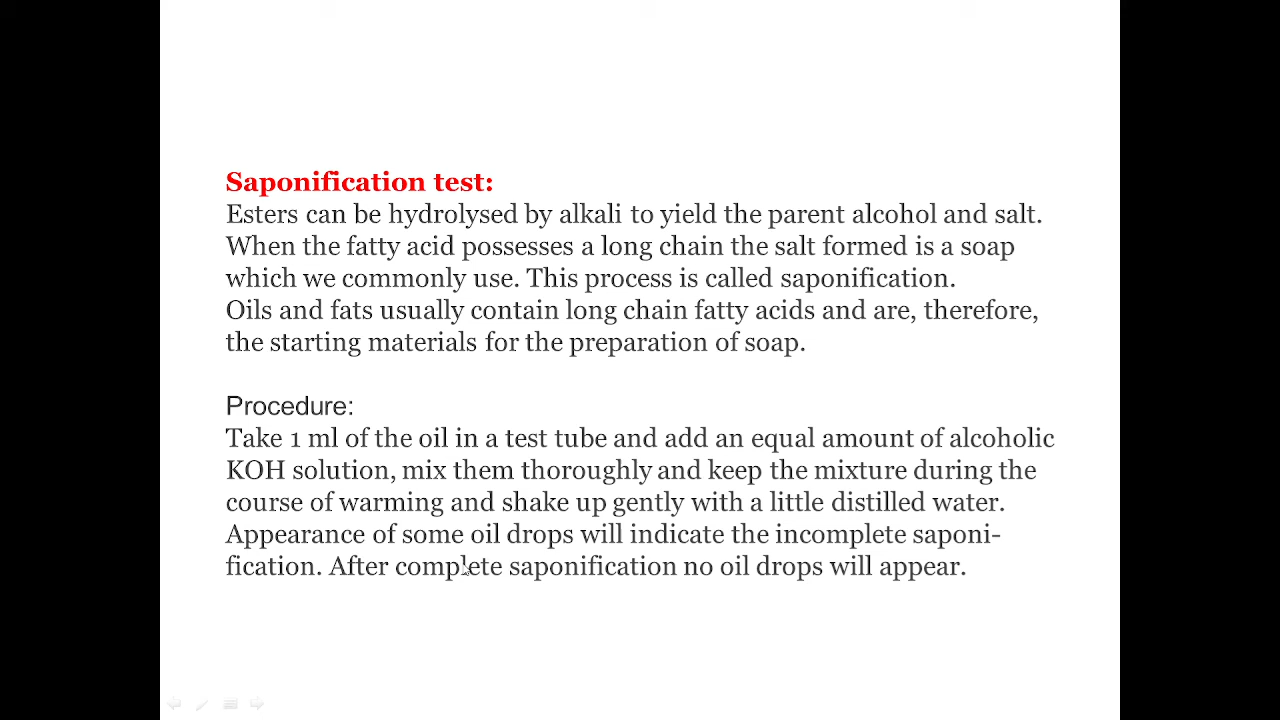 Saponification test:
Esters can be hydrolysed by alkali to yield the parent alcohol and salt.
When the fatty acid possesses a long chain the salt formed is a soap
which we commonly use. This process is called saponification.
Oils and fats usually contain long chain fatty acids and are, therefore,
the starting materials for the preparation of soap.
Procedure:
Take 1 ml of the oil in a test tube and add an equal amount of alcoholic
KOH solution, mix them thoroughly and keep the mixture during the
course of warming and shake up gently with a little distilled water.
Appearance of some oil drops will indicate the incomplete saponi-
fication. After complete saponification no oil drops will appear.